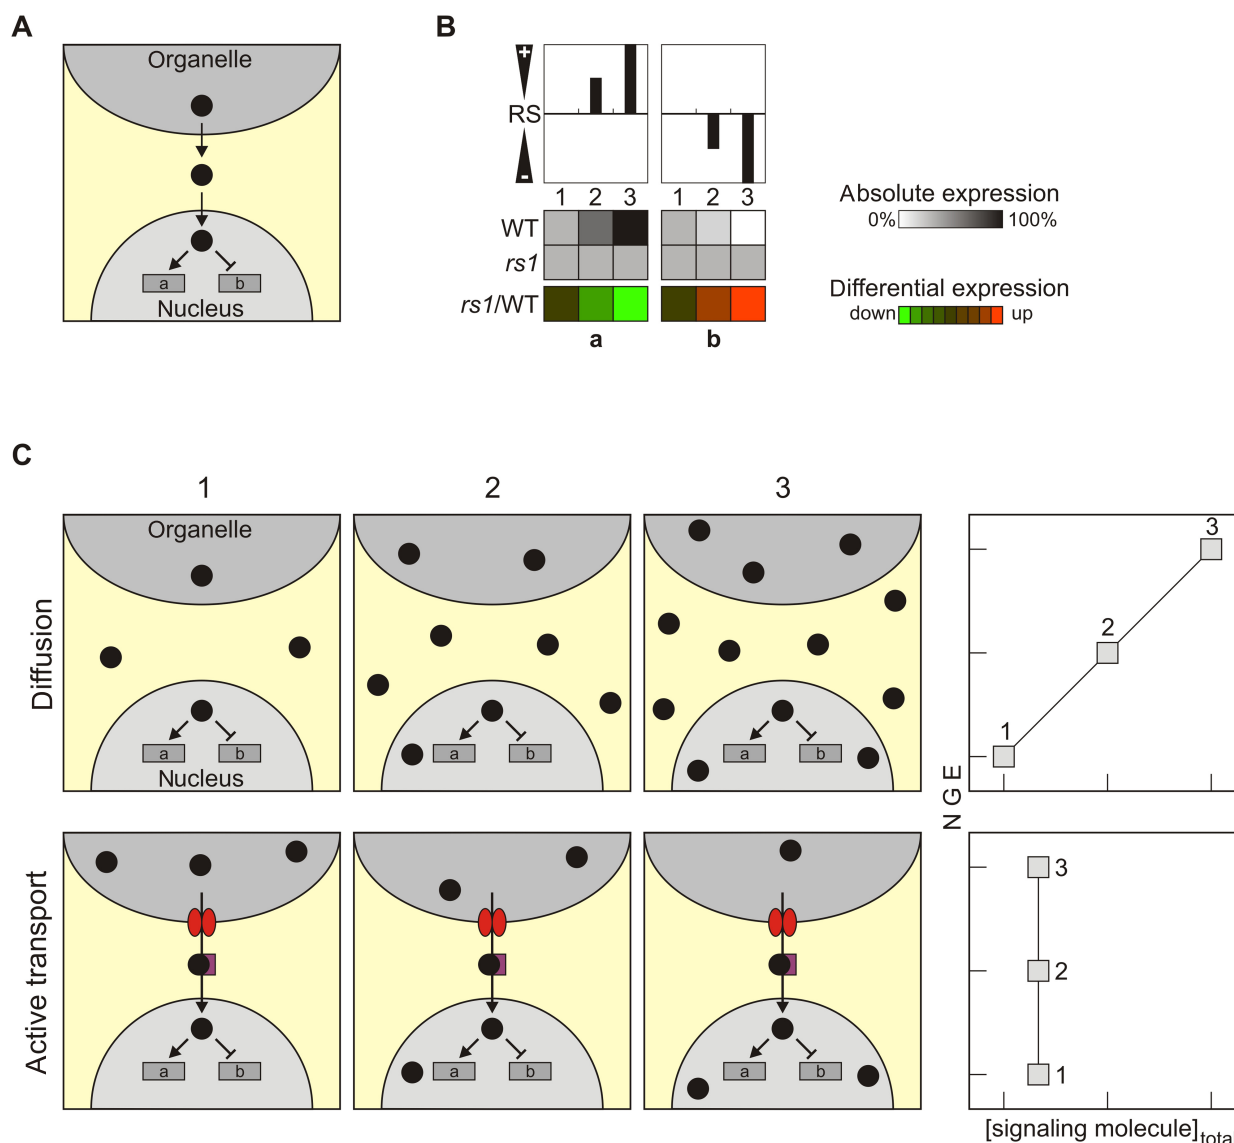 A
Organelle
a b
Nucleus
B
+
RS
-
1 2 3 1 2 3
WT
rs1
rs1/WT
a b
Absolute expression
0% 100%
Differential expression
down up
C
1 2 3
Diffusion
Organelle
a b
Nucleus
a b
a b
1
2
3
Active transport
a b
a b
a b
NGE
3
2
1
[signaling molecule]total